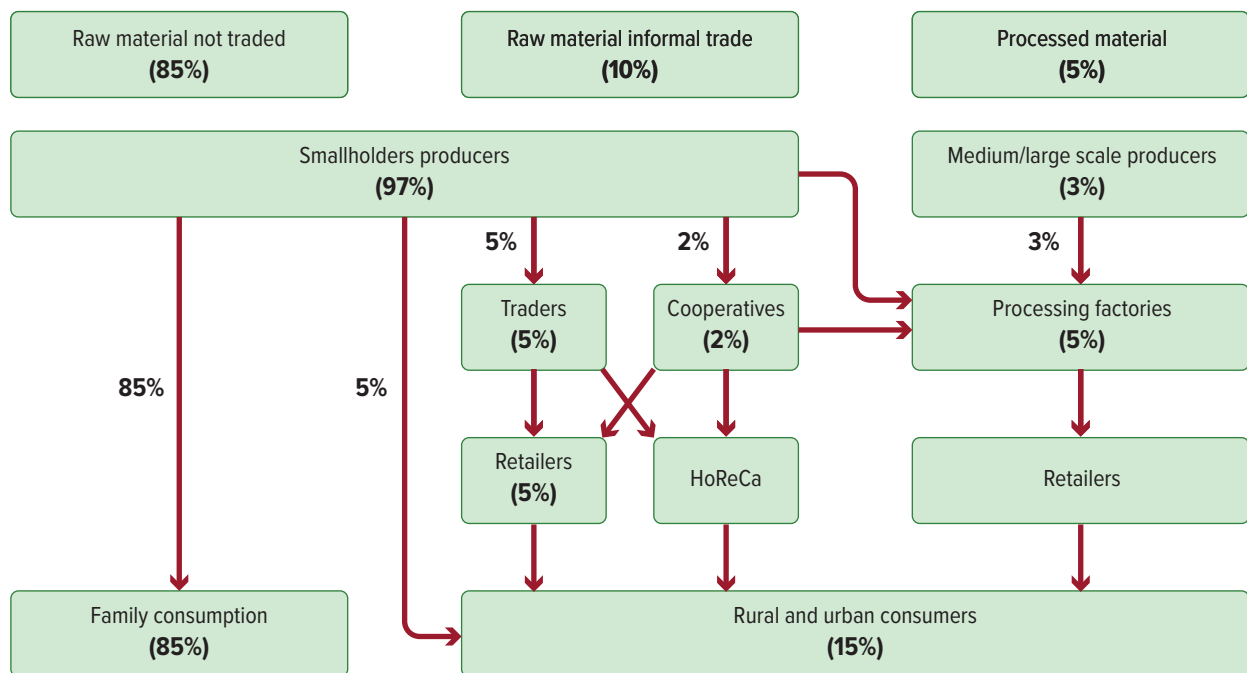 Raw material not traded
(85%)
Raw material informal trade
(10%)
Processed material
(5%)
Smallholders producers
(97%)
Medium/large scale producers
(3%)
5%
2%
3%
Traders
(5%)
Cooperatives
(2%)
Processing factories
(5%)
85%
5%
Retailers
(5%)
HoReCa
Retailers
Family consumption
(85%)
Rural and urban consumers
(15%)